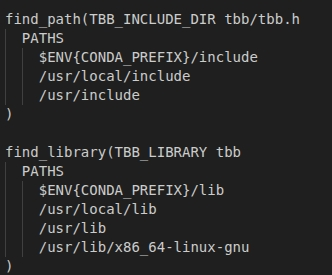 find_path(TBB_INCLUDE_DIR tbb/tbb.h
  PATHS
    $ENV{CONDA_PREFIX}/include
    /usr/local/include
    /usr/include
)

find_library(TBB_LIBRARY tbb
  PATHS
    $ENV{CONDA_PREFIX}/lib
    /usr/local/lib
    /usr/lib
    /usr/lib/x86_64-linux-gnu
)